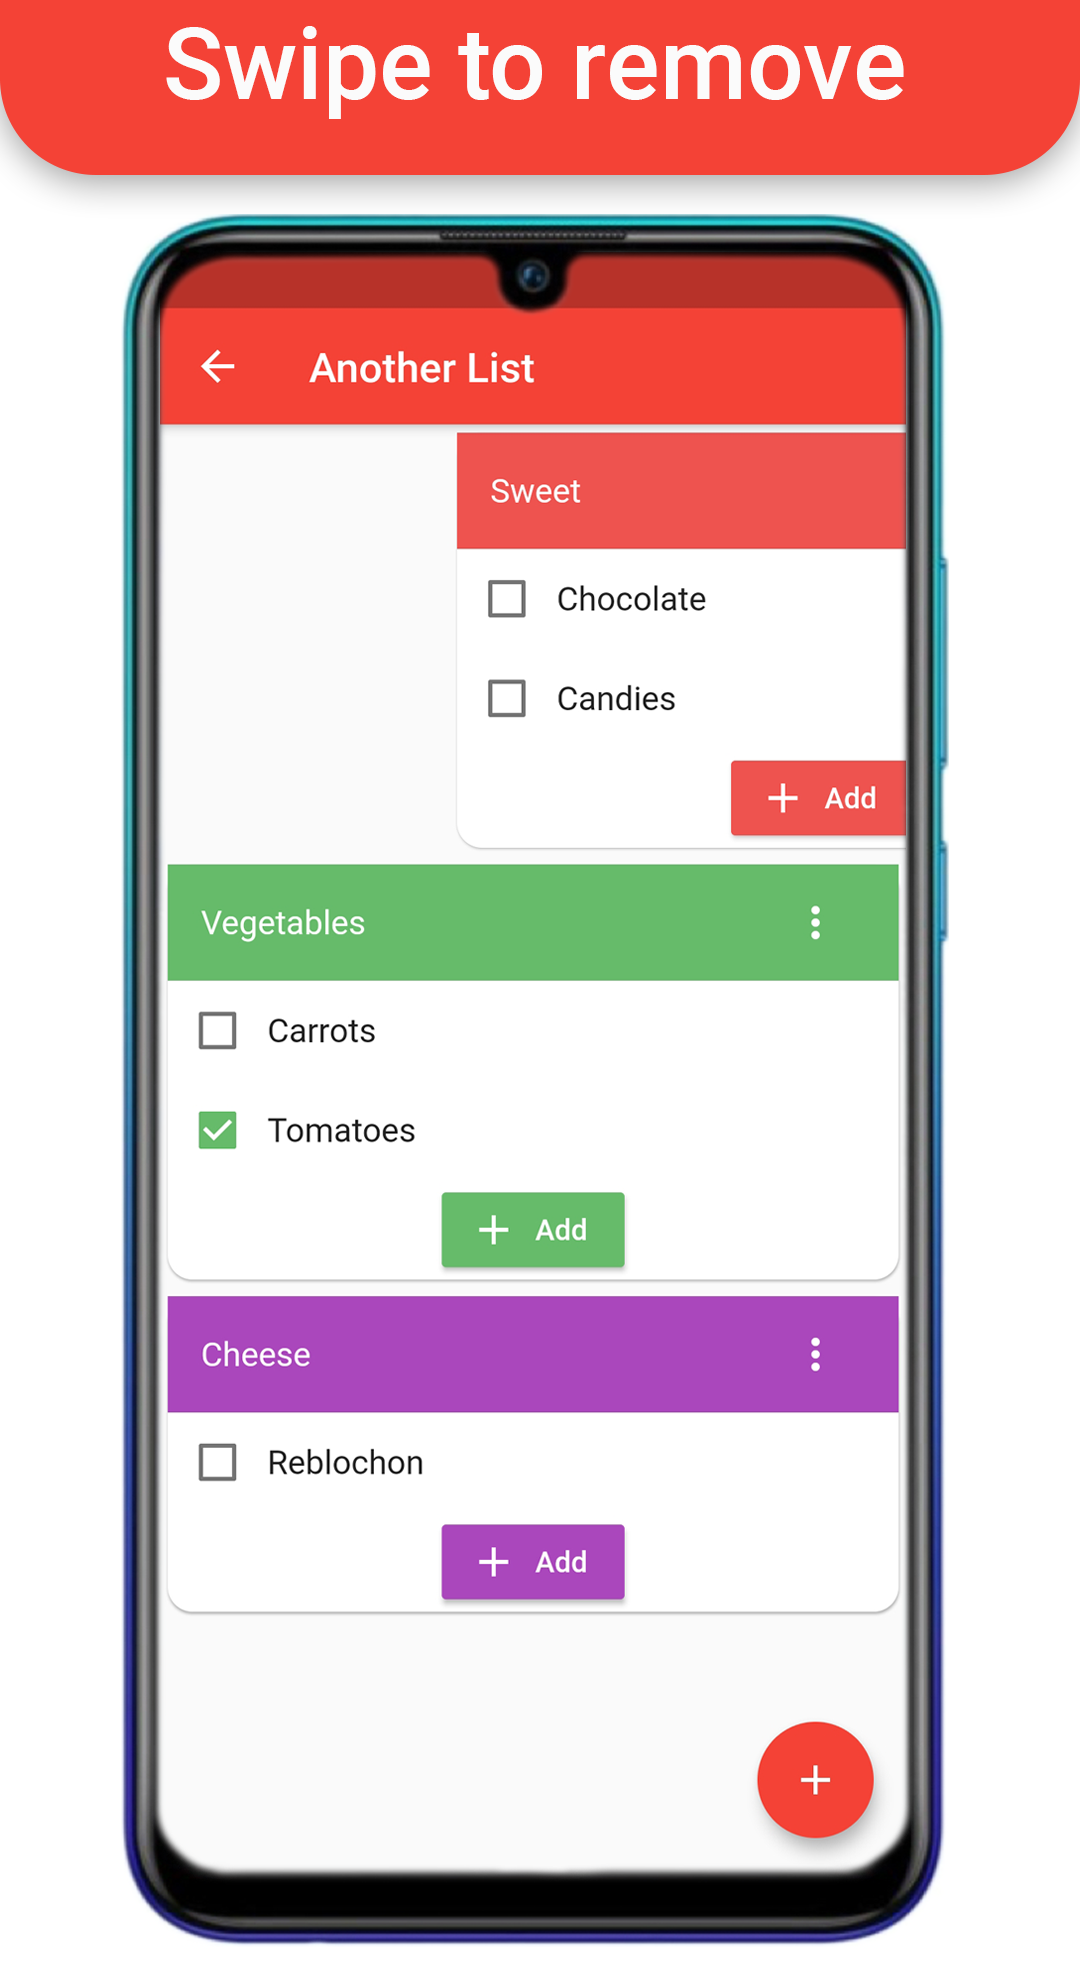 Swipe to remove
Another List
Sweet
Chocolate
Candies
Add
Vegetables
Carrots
Tomatoes
Add
Cheese
Reblochon
Add